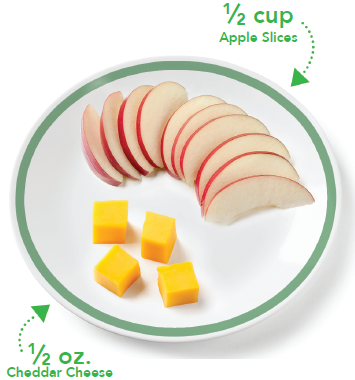 ½ cup
Apple Slices
½ oz.
Cheddar Cheese